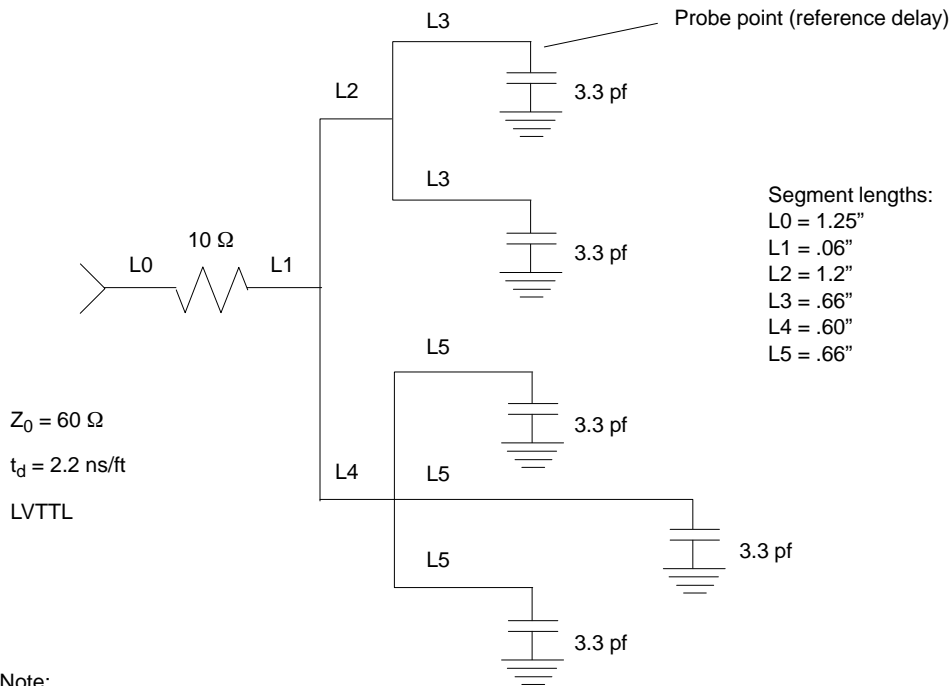 L3
Probe point (reference delay)
L2
3.3 pf
L3
Segment lengths:
L0 = 1.25”
L1 = .06”
L2 = 1.2”
L3 = .66”
L4 = .60”
L5 = .66”
10 Ω
3.3 pf
L0
L1
L5
Z0 = 60 Ω
3.3 pf
td = 2.2 ns/ft
L4
L5
LVTTL
3.3 pf
L5
3.3 pf
Note: